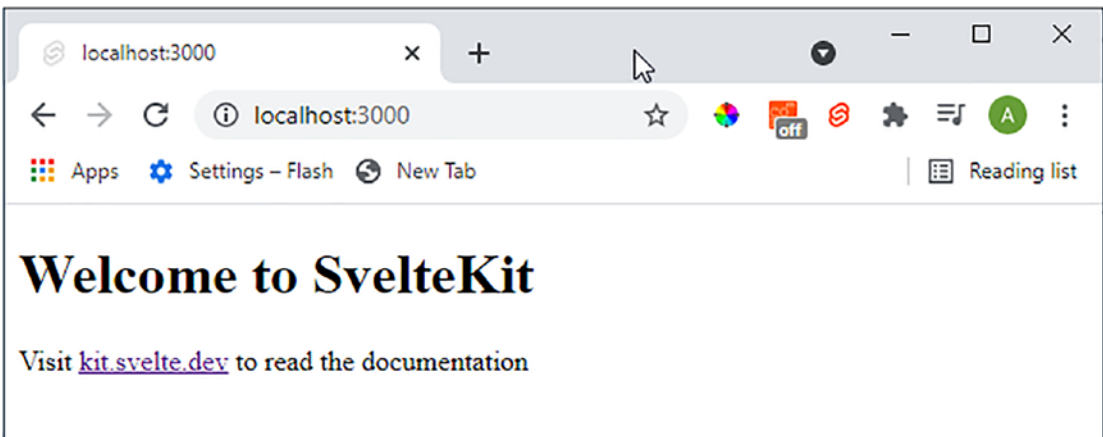 localhost:3000
localhost:3000
off
A
Apps Settings – Flash New Tab Reading list
Welcome to SvelteKit
Visit kit.svelte.dev to read the documentation